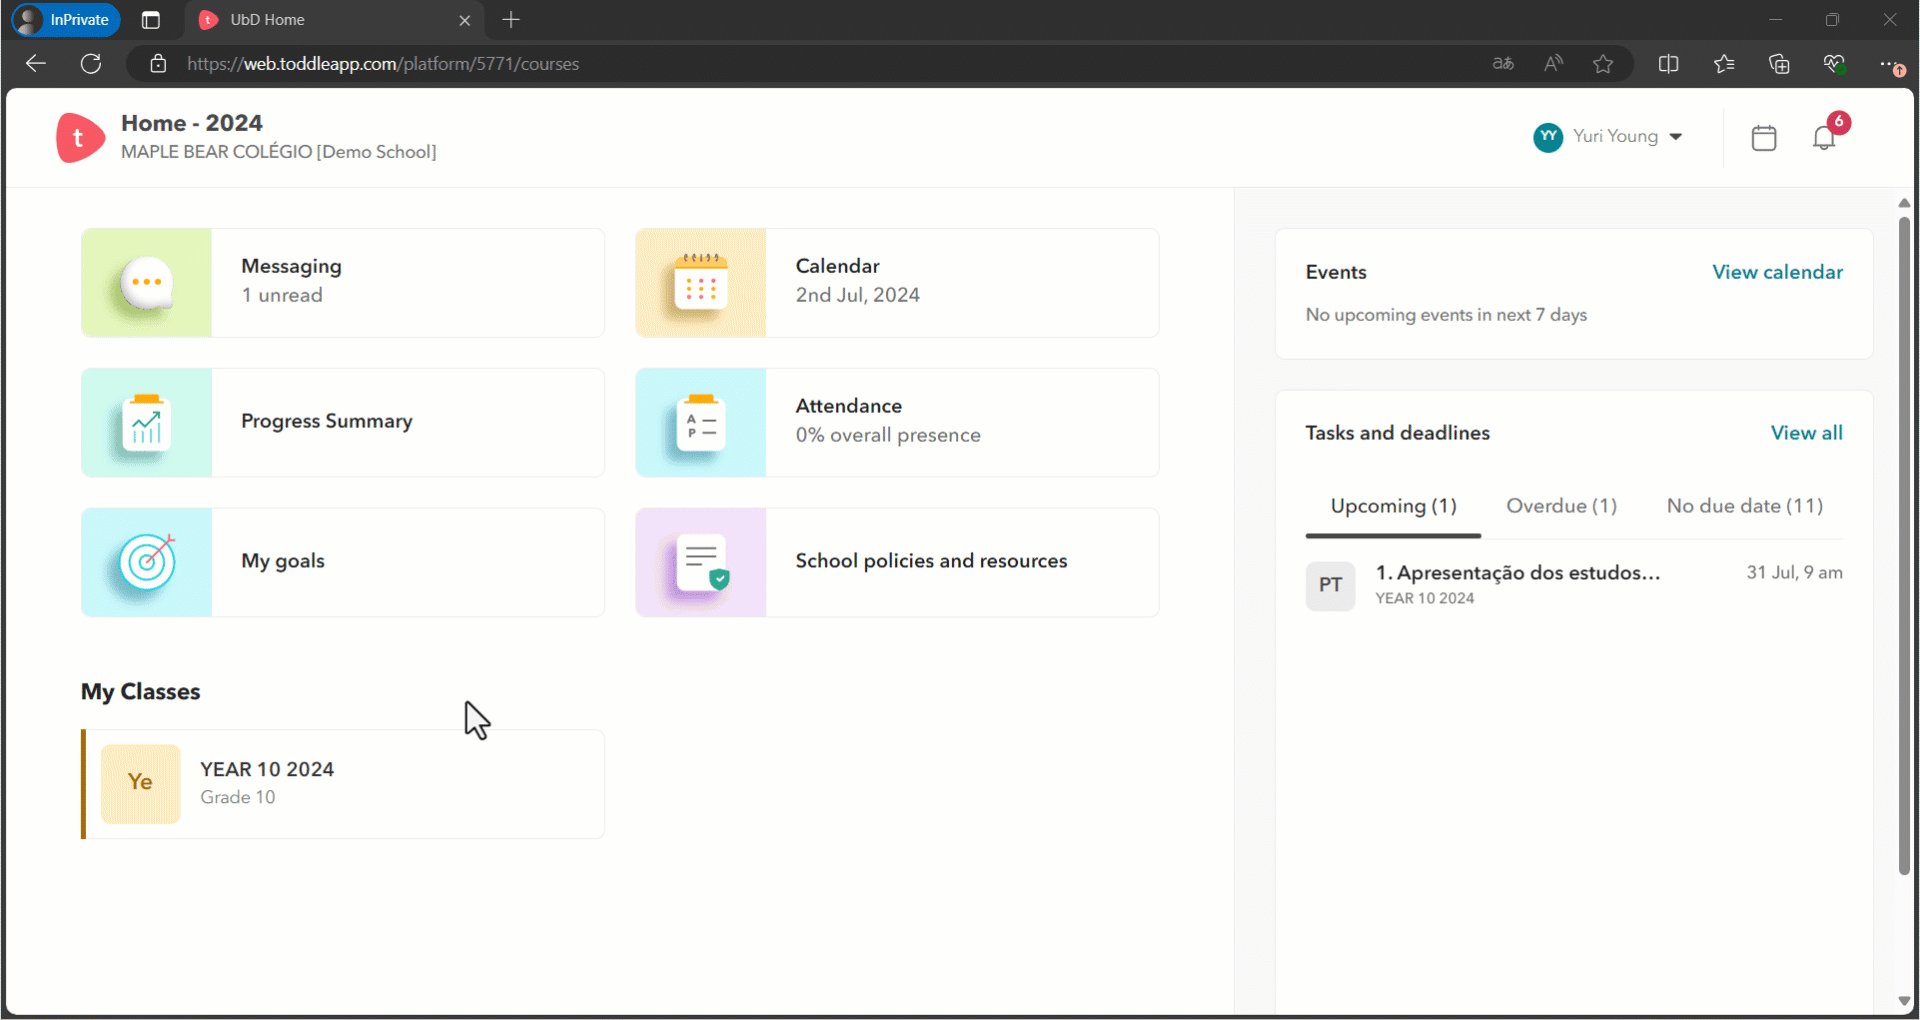 InPrivate
UbD Home
https://web.toddleapp.com/platform/5771/courses
aあ
A
t
Home - 2024
MAPLE BEAR COLÉGIO [Demo School]
YY
Yuri Young
6
Messaging
1 unread
Calendar
2nd Jul, 2024
Progress Summary
A
P
Attendance
0% overall presence
My goals
School policies and resources
My Classes
Ye
YEAR 10 2024
Grade 10
Events
View calendar
No upcoming events in next 7 days
Tasks and deadlines
View all
Upcoming (1)
Overdue (1)
No due date (11)
PT
1. Apresentação dos estudos...
31 Jul, 9 am
YEAR 10 2024